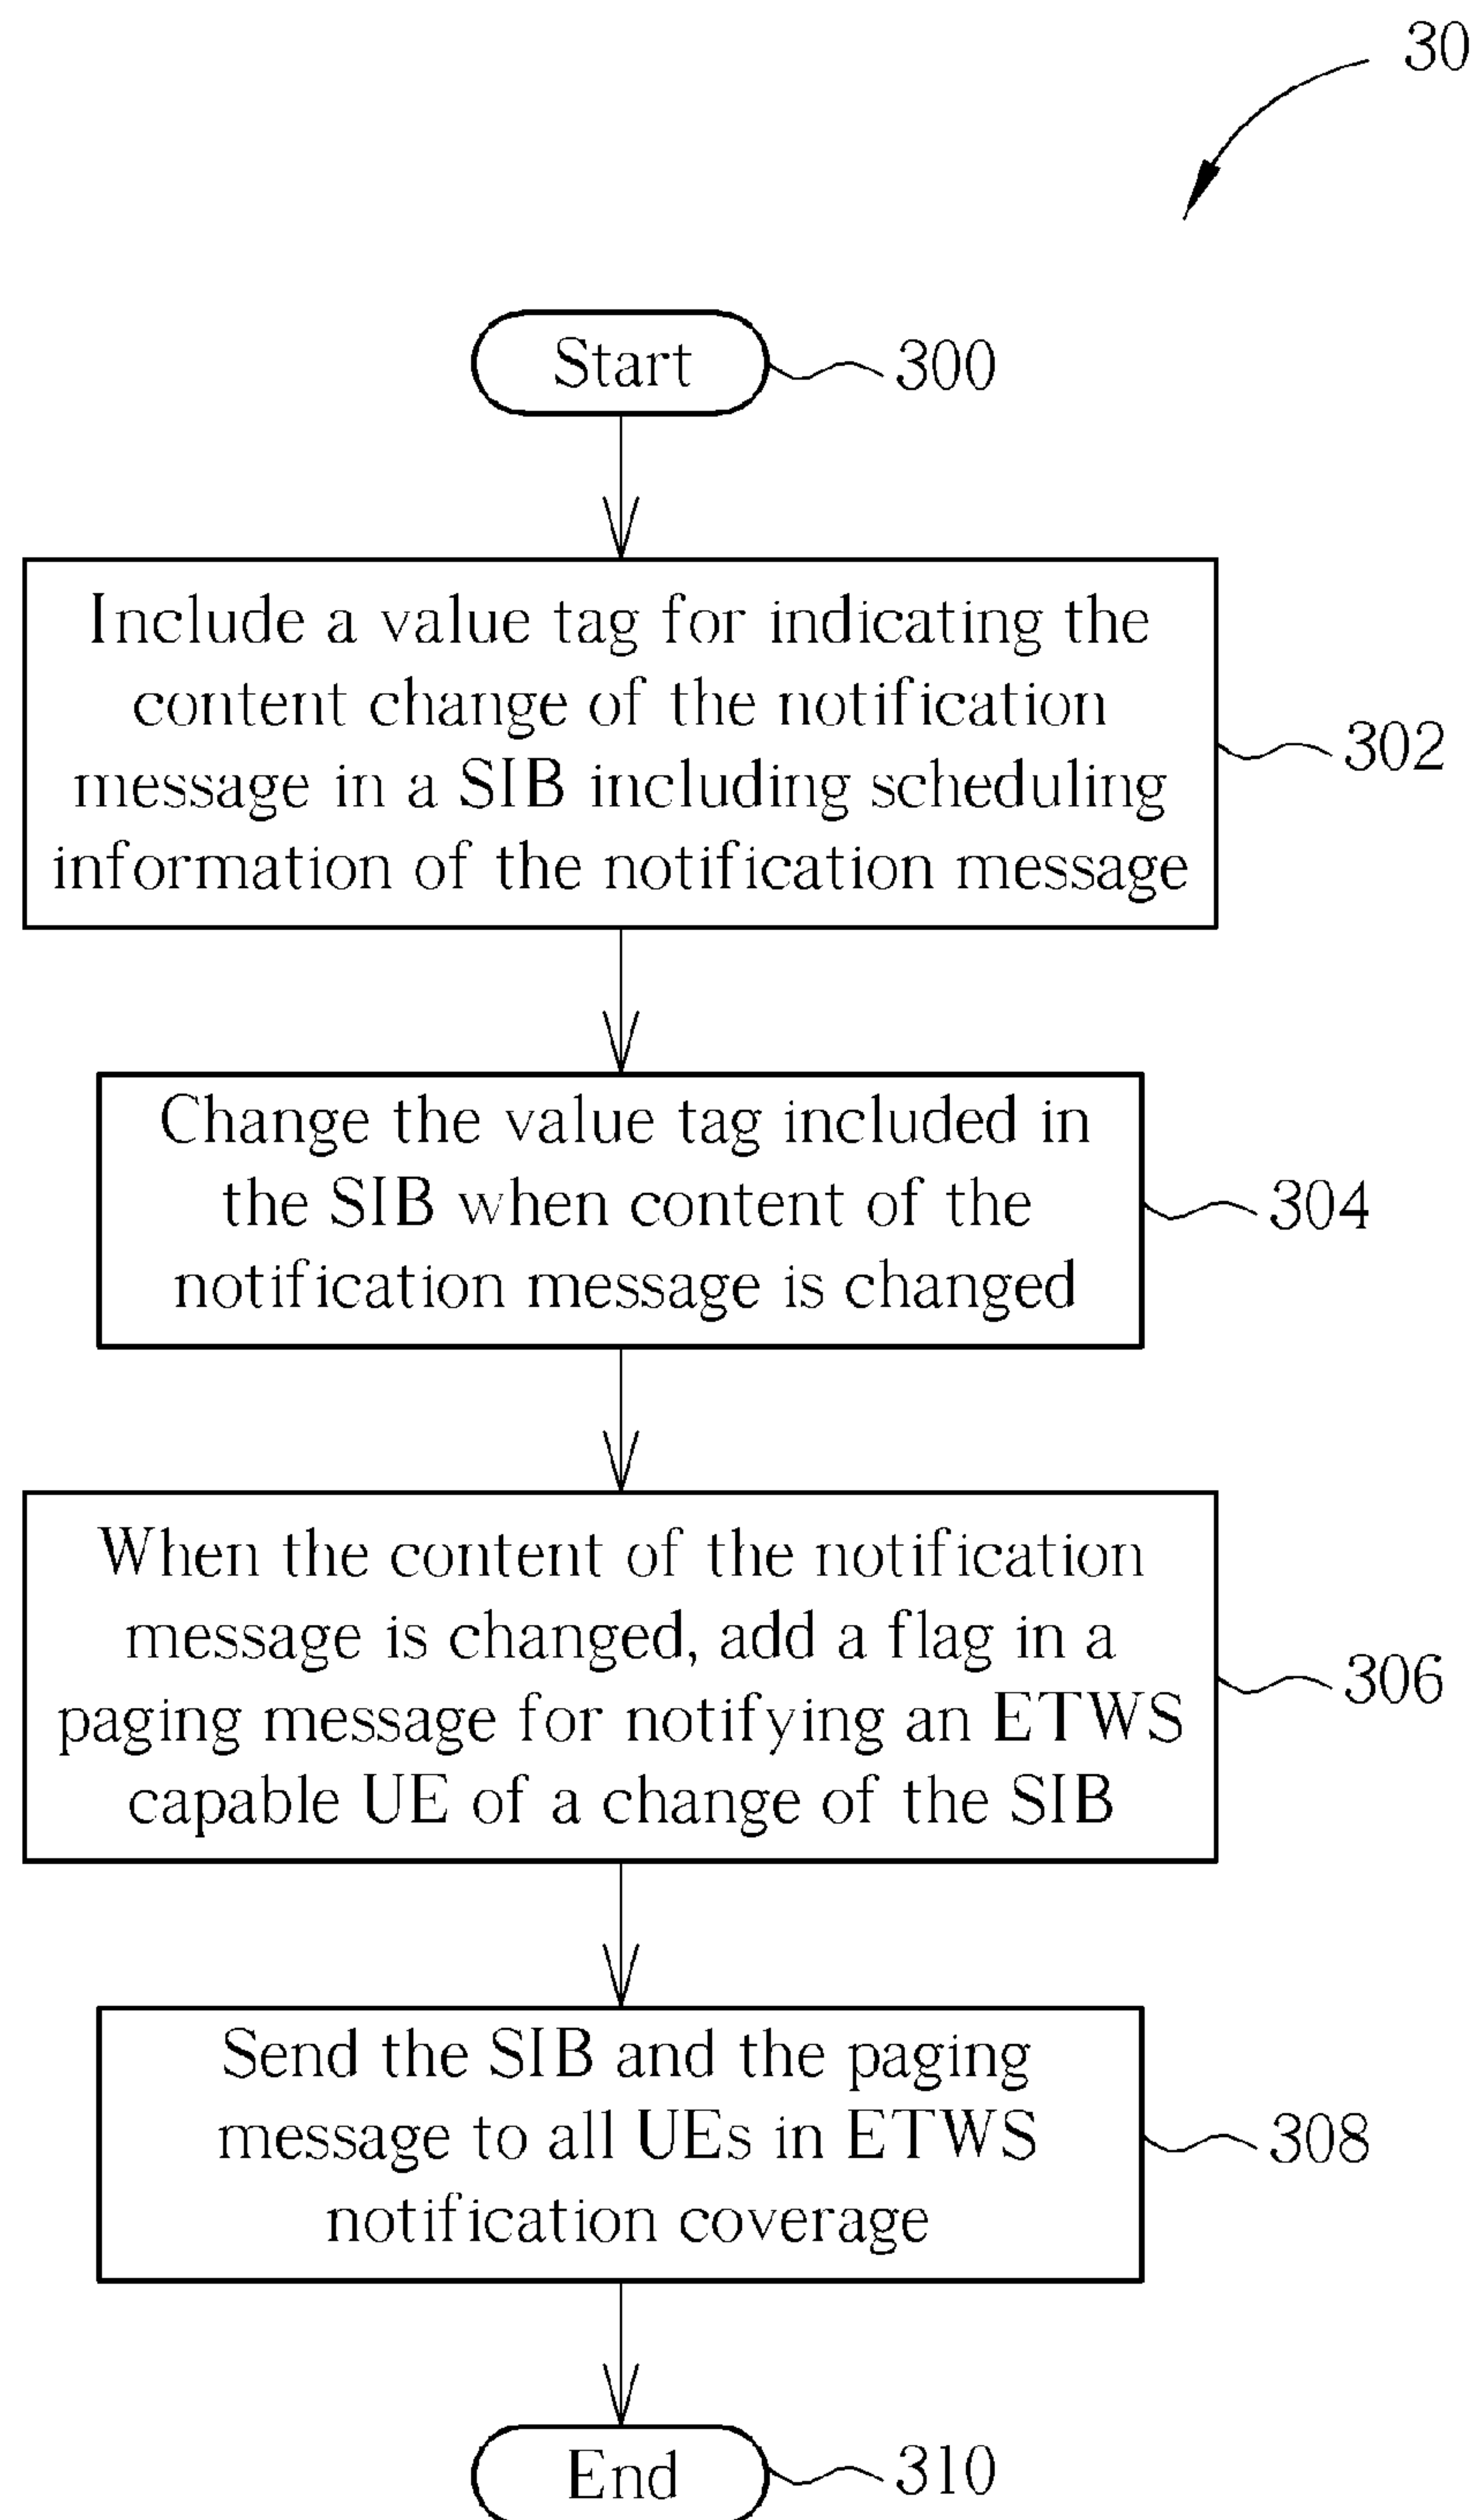 30
Start
300
Include a value tag for indicating the
content change of the notification
message in a SIB including scheduling
information of the notification message
302
Change the value tag included in
the SIB when content of the
notification message is changed
304
When the content of the notification
message is changed, add a flag in a
paging message for notifying an ETWS
capable UE of a change of the SIB
306
Send the SIB and the paging
message to all UEs in ETWS
notification coverage
308
End
310